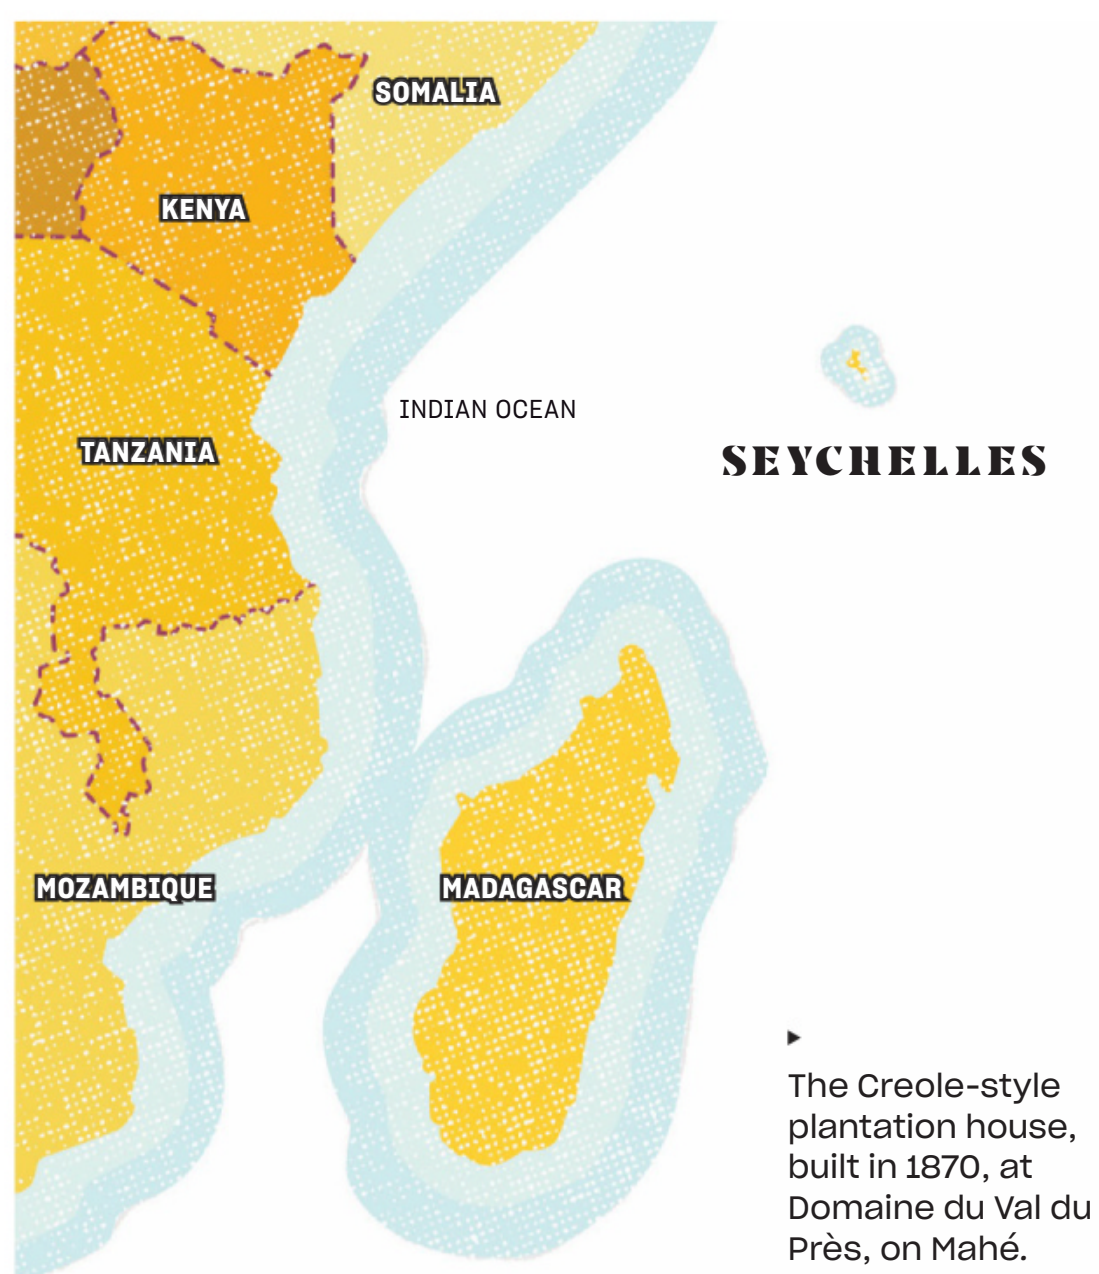 SOMALIA
KENYA
INDIAN OCEAN
TANZANIA
SEYCHELLES
MOZAMBIQUE
MADAGASCAR
The Creole-style
plantation house,
built in 1870, at
Domaine du Val du
Près, on Mahé.